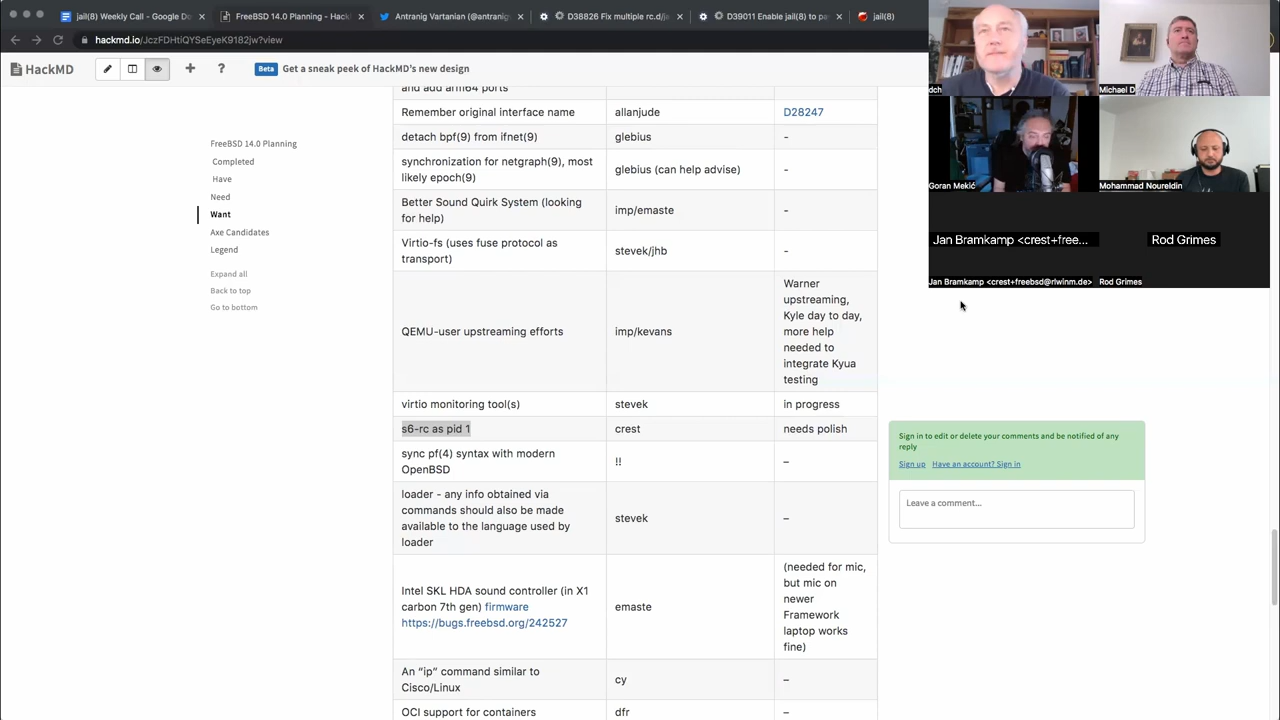 jail(8) Weekly Call - Google Do
FreeBSD 14.0 Planning - Hackm
Antranig Vartanian (@antranig
D38826 Fix multiple rc.d/jail
D39011 Enable jail(8) to pa
jail(8)
hackmd.io/JczFDHtiQYSeEyeK9182jw?view
HackMD
Beta
Get a sneak peek of HackMD's new design
FreeBSD 14.0 Planning
Completed
Have
Need
Want
Axe Candidates
Legend
Expand all
Back to top
Go to bottom
and add arm64 ports
Remember original interface name
allanjude
D28247
detach bpf(9) from ifnet(9)
glebius
-
synchronization for netgraph(9), most
likely epoch(9)
glebius (can help advise)
-
Better Sound Quirk System (looking
for help)
imp/emaste
-
Virtio-fs (uses fuse protocol as
transport)
stevek/jhb
-
QEMU-user upstreaming efforts
imp/kevans
Warner
upstreaming,
Kyle day to day,
more help
needed to
integrate Kyua
testing
virtio monitoring tool(s)
stevek
in progress
s6-rc as pid 1
crest
needs polish
sync pf(4) syntax with modern
OpenBSD
!!
–
loader - any info obtained via
commands should also be made
available to the language used by
loader
stevek
–
Intel SKL HDA sound controller (in X1
carbon 7th gen) firmware
https://bugs.freebsd.org/242527
emaste
(needed for mic,
but mic on
newer
Framework
laptop works
fine)
An “ip” command similar to
Cisco/Linux
cy
–
OCI support for containers
dfr
–
dch
Michael D
Goran Mekić
Mohammad Noureldin
Jan Bramkamp <crest+free...
Rod Grimes
Jan Bramkamp <crest+freebsd@rlwinm.de>
Rod Grimes
Sign in to edit or delete your comments and be notified of any
reply
Sign up
Have an account? Sign in
Leave a comment...